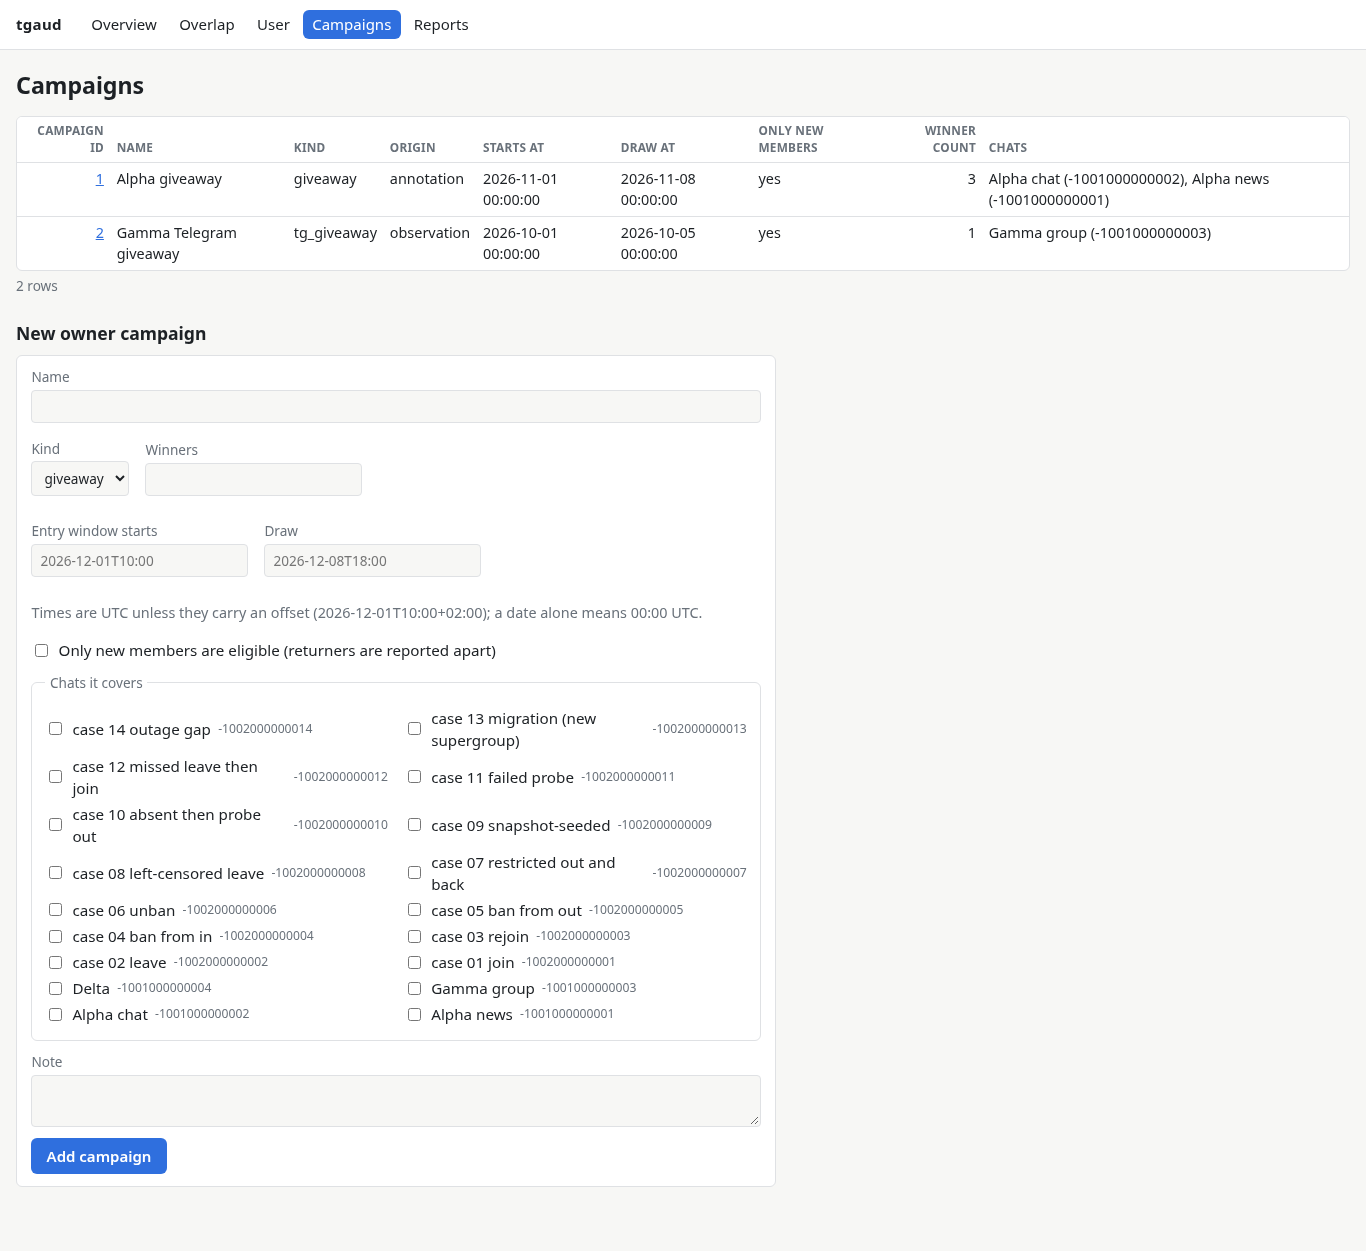 tgaud Overview Overlap User Campaigns Reports
Campaigns
CAMPAIGN ID NAME KIND ORIGIN STARTS AT DRAW AT ONLY NEW MEMBERS WINNER COUNT CHATS
1 Alpha giveaway giveaway annotation 2026-11-01 00:00:00 2026-11-08 00:00:00 yes 3 Alpha chat (-1001000000002), Alpha news (-1001000000001)
2 Gamma Telegram giveaway tg_giveaway observation 2026-10-01 00:00:00 2026-10-05 00:00:00 yes 1 Gamma group (-1001000000003)
2 rows
New owner campaign
Name
Kind Winners
giveaway
Entry window starts Draw
2026-12-01T10:00 2026-12-08T18:00
Times are UTC unless they carry an offset (2026-12-01T10:00+02:00); a date alone means 00:00 UTC.
Only new members are eligible (returners are reported apart)
Chats it covers
case 14 outage gap -1002000000014 case 13 migration (new supergroup) -1002000000013
case 12 missed leave then join -1002000000012 case 11 failed probe -1002000000011
case 10 absent then probe out -1002000000010 case 09 snapshot-seeded -1002000000009
case 08 left-censored leave -1002000000008 case 07 restricted out and back -1002000000007
case 06 unban -1002000000006 case 05 ban from out -1002000000005
case 04 ban from in -1002000000004 case 03 rejoin -1002000000003
case 02 leave -1002000000002 case 01 join -1002000000001
Delta -1001000000004 Gamma group -1001000000003
Alpha chat -1001000000002 Alpha news -1001000000001
Note
Add campaign